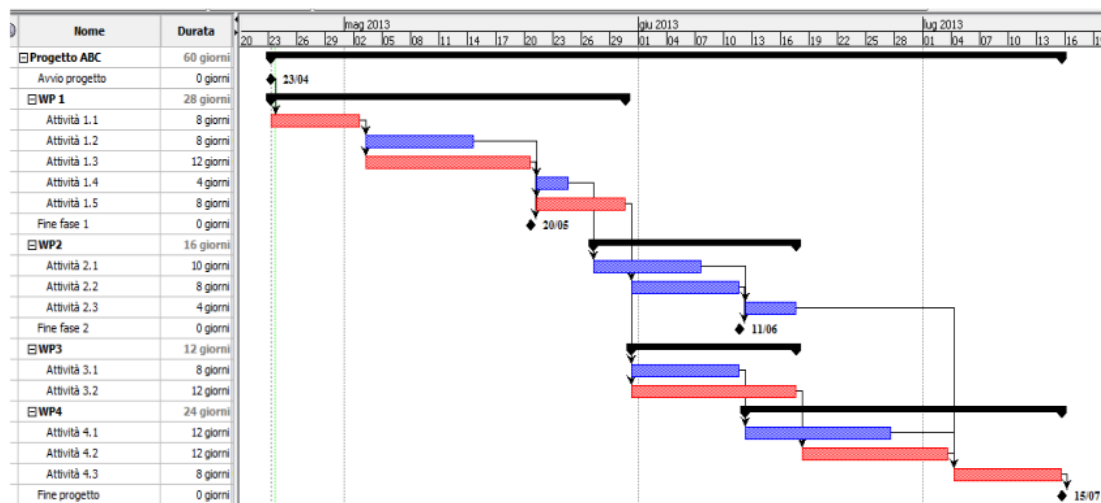 Nome Durata mag 2013 giu 2013 lug 2013
20 23 26 29 02 05 08 11 14 17 20 23 26 29 01 04 07 10 13 16 19 22 25 28 01 04 07 10 13 16 19
Progetto ABC 60 giorni
Avvio progetto 0 giorni 23/04
WP 1 28 giorni
Attività 1.1 8 giorni
Attività 1.2 8 giorni
Attività 1.3 12 giorni
Attività 1.4 4 giorni
Attività 1.5 8 giorni
Fine fase 1 0 giorni 20/05
WP2 16 giorni
Attività 2.1 10 giorni
Attività 2.2 8 giorni
Attività 2.3 4 giorni
Fine fase 2 0 giorni 11/06
WP3 12 giorni
Attività 3.1 8 giorni
Attività 3.2 12 giorni
WP4 24 giorni
Attività 4.1 12 giorni
Attività 4.2 12 giorni
Attività 4.3 8 giorni
Fine progetto 0 giorni 15/07